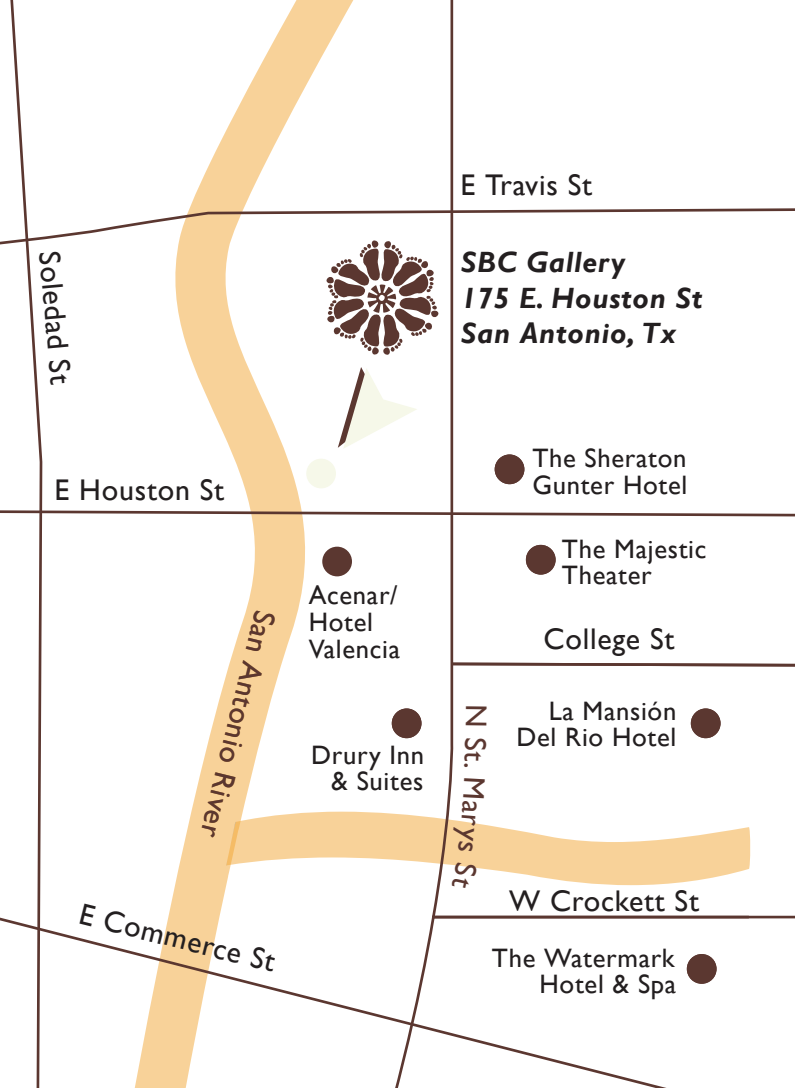 E Travis St
SBC Gallery
175 E. Houston St
San Antonio, Tx
Soledad St
The Sheraton
Gunter Hotel
E Houston St
The Majestic
Theater
Acenar/
Hotel
Valencia
College St
San Antonio River
La Mansión
Del Rio Hotel
N St. Marys St
Drury Inn
& Suites
W Crockett St
E Commerce St
The Watermark
Hotel & Spa